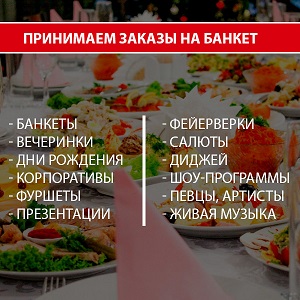 ПРИНИМАЕМ ЗАКАЗЫ НА БАНКЕТ
- БАНКЕТЫ
- ВЕЧЕРИНКИ
- ДНИ РОЖДЕНИЯ
- КОРПОРАТИВЫ
- ФУРШЕТЫ
- ПРЕЗЕНТАЦИИ
- ФЕЙЕРВЕРКИ
- САЛЮТЫ
- ДИДЖЕЙ
- ШОУ-ПРОГРАММЫ
- ПЕВЦЫ, АРТИСТЫ
- ЖИВАЯ МУЗЫКА